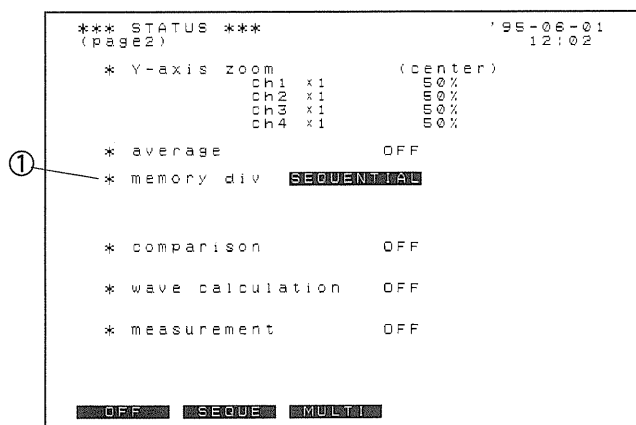 *** STATUS *** '95-06-01
(page2) 12:02
* Y-axis zoom (center)
Ch1 ×1 50%
Ch2 ×1 50%
Ch3 ×1 50%
Ch4 ×1 50%
* average OFF
① * memory div SEQUENTIAL
* comparison OFF
* wave calculation OFF
* measurement OFF
OFF SEQUE MULTI